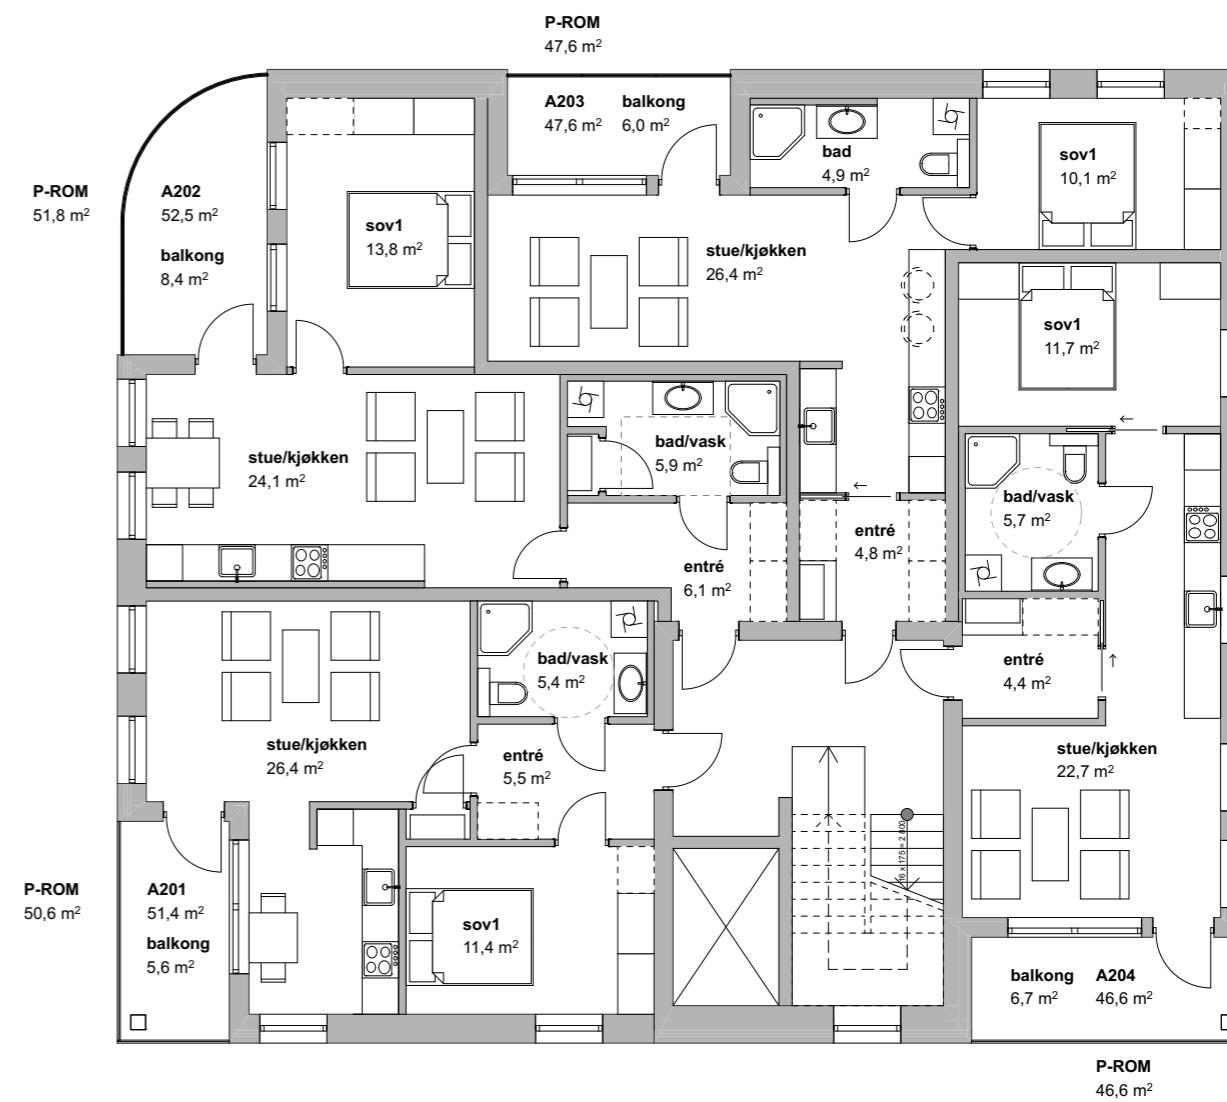 P-ROM
47,6 m²
A203
47,6 m²
balkong
6,0 m²
bad
4,9 m²
sov1
10,1 m²
P-ROM
51,8 m²
A202
52,5 m²
balkong
8,4 m²
sov1
13,8 m²
stue/kjøkken
26,4 m²
sov1
11,7 m²
stue/kjøkken
24,1 m²
bad/vask
5,9 m²
bad/vask
5,7 m²
entré
4,8 m²
entré
6,1 m²
bad/vask
5,4 m²
entré
4,4 m²
stue/kjøkken
26,4 m²
entré
5,5 m²
stue/kjøkken
22,7 m²
16 x 175 = 2 800
P-ROM
50,6 m²
A201
51,4 m²
balkong
5,6 m²
sov1
11,4 m²
balkong
6,7 m²
A204
46,6 m²
P-ROM
46,6 m²